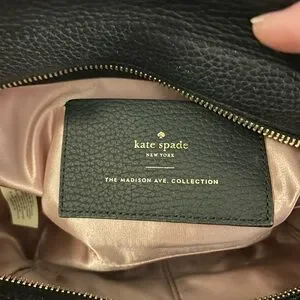 kate spade
NEW YORK
THE MADISON AVE. COLLECTION